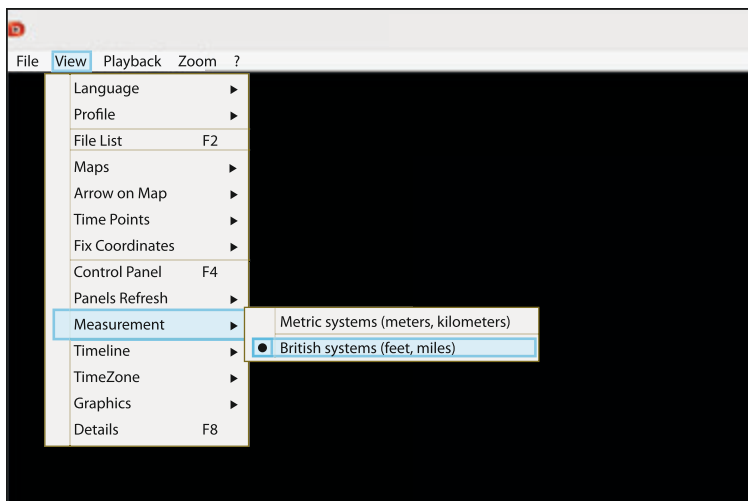 File View Playback Zoom ?
Language
Profile
File List F2
Maps
Arrow on Map
Time Points
Fix Coordinates
Control Panel F4
Panels Refresh
Measurement
Metric systems (meters, kilometers)
British systems (feet, miles)
Timeline
TimeZone
Graphics
Details F8